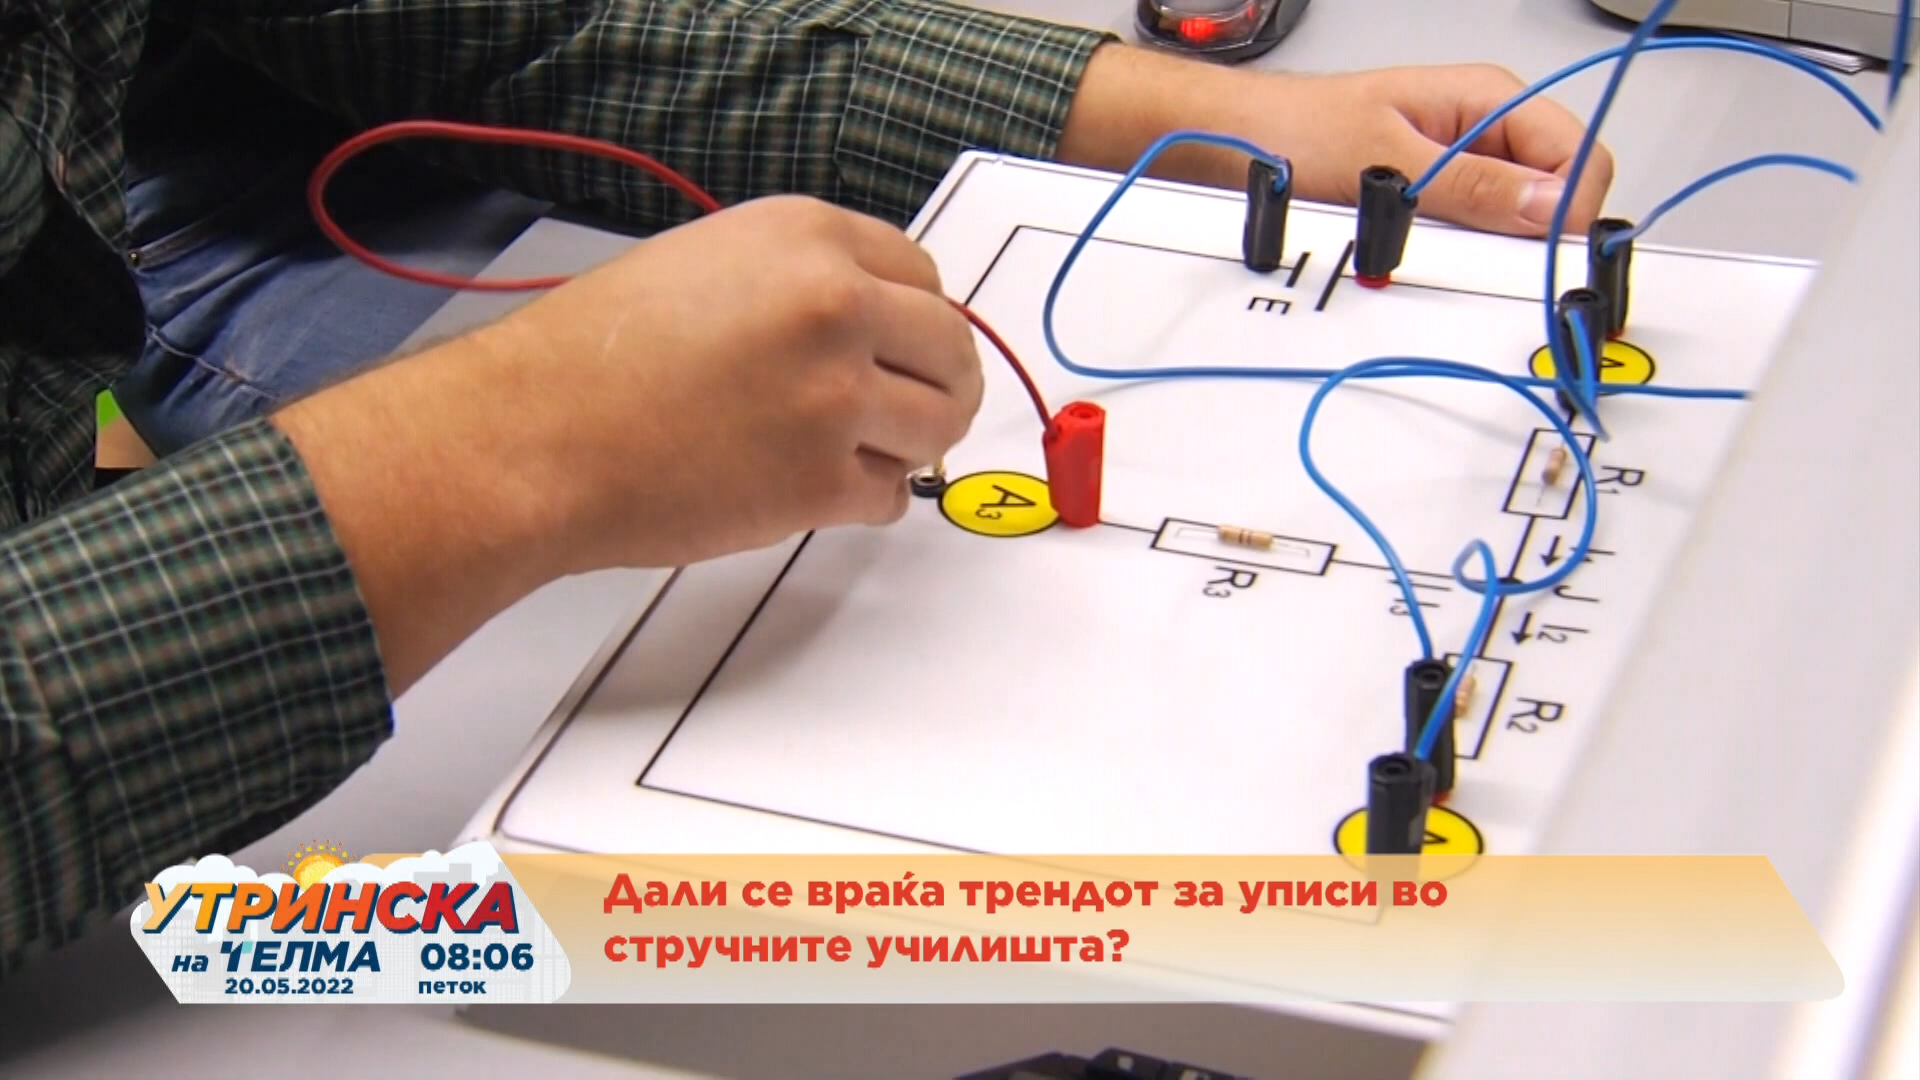 E
A
R1
A3
R3
I1
J
I3
I2
R2
A
Дали се враќа трендот за уписи во
стручните училишта?
УТРИНСКА
на ТЕЛМА
08:06
20.05.2022
петок